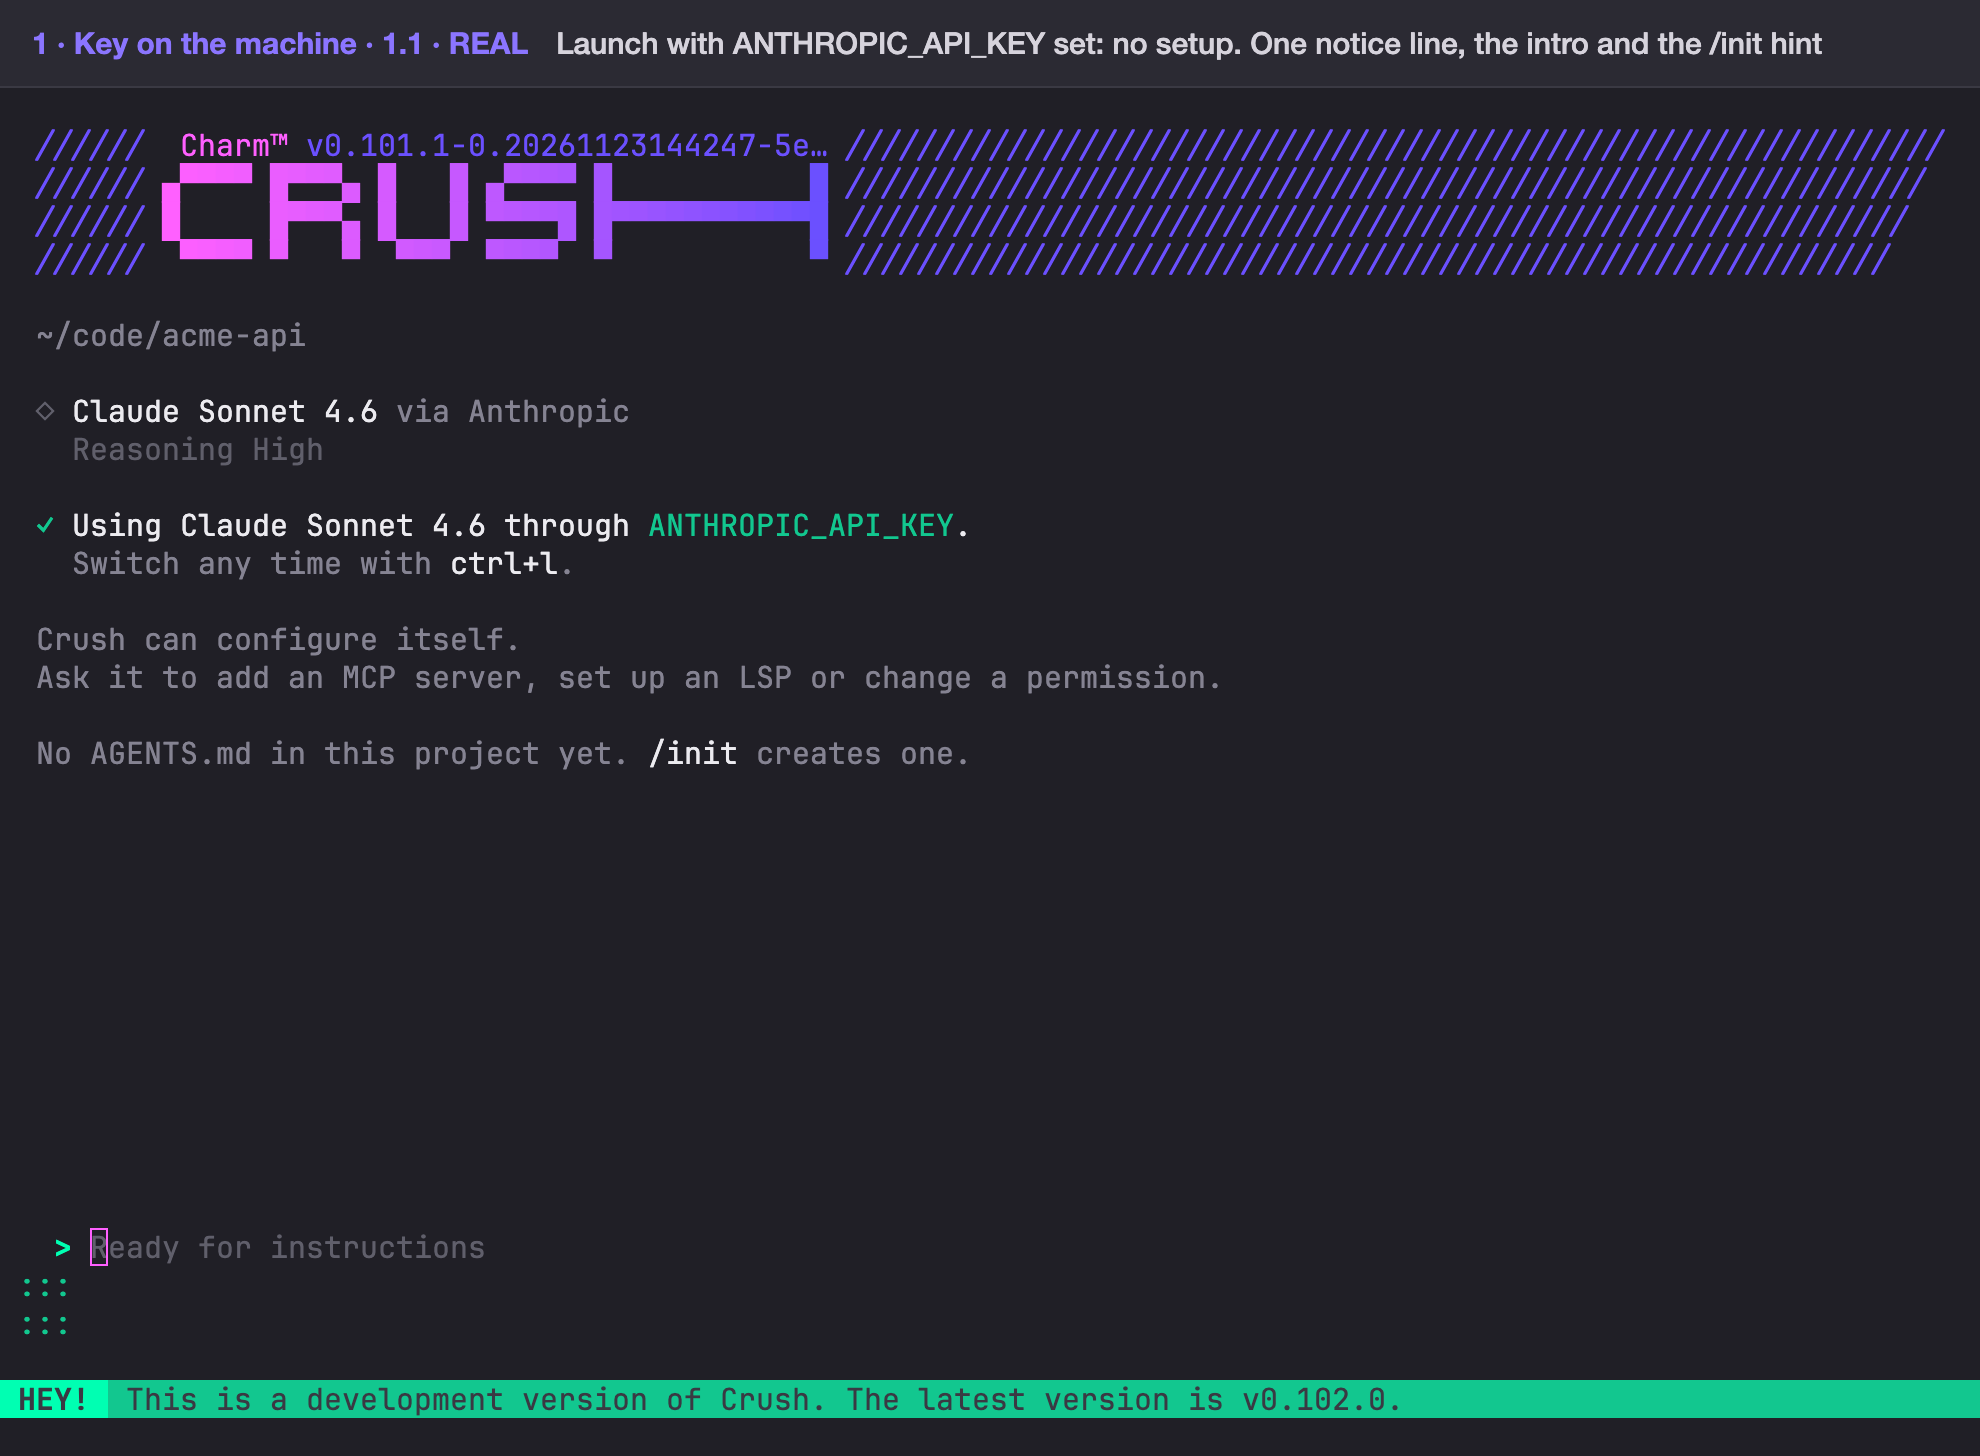 1 · Key on the machine · 1.1 · REAL Launch with ANTHROPIC_API_KEY set: no setup. One notice line, the intro and the /init hint
Charm™ v0.101.1-0.20261123144247-5e…
CRUSH
~/code/acme-api
◇ Claude Sonnet 4.6 via Anthropic
Reasoning High
✓ Using Claude Sonnet 4.6 through ANTHROPIC_API_KEY.
Switch any time with ctrl+l.
Crush can configure itself.
Ask it to add an MCP server, set up an LSP or change a permission.
No AGENTS.md in this project yet. /init creates one.
> Ready for instructions
:::
:::
HEY! This is a development version of Crush. The latest version is v0.102.0.